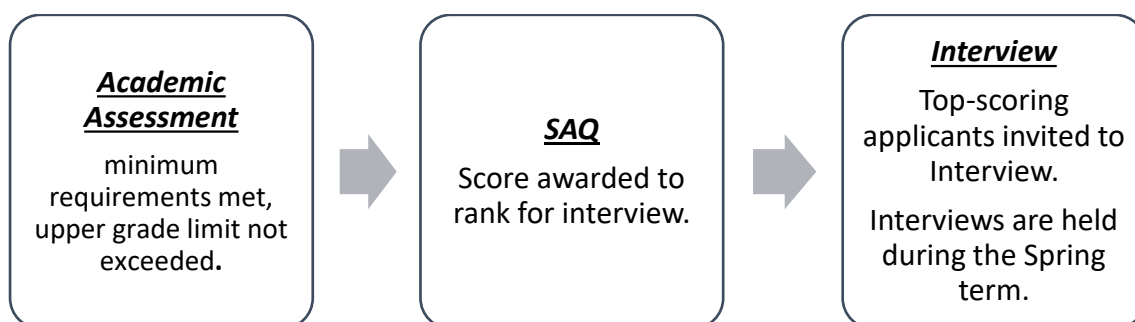 Academic
Assessment
minimum
requirements met,
upper grade limit not
exceeded.
SAQ
Score awarded to
rank for interview.
Interview
Top-scoring
applicants invited to
Interview.
Interviews are held
during the Spring
term.